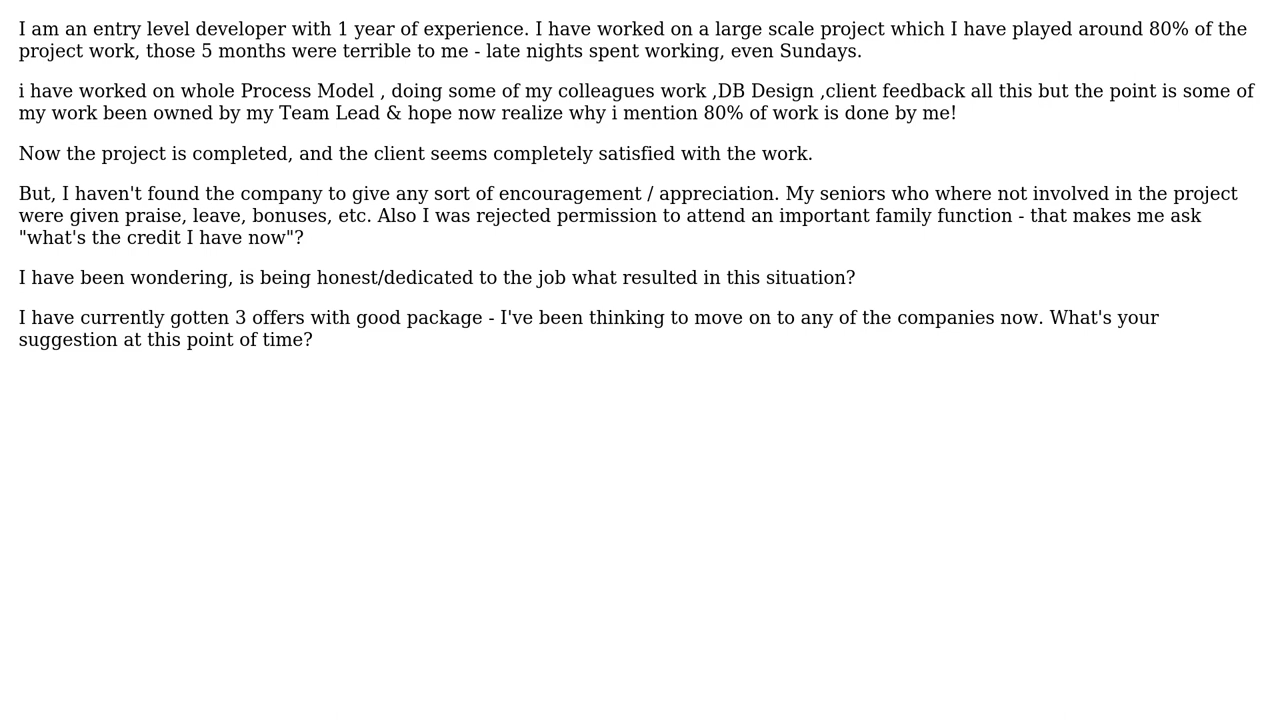 I am an entry level developer with 1 year of experience. I have worked on a large scale project which I have played around 80% of the
project work, those 5 months were terrible to me - late nights spent working, even Sundays.
i have worked on whole Process Model , doing some of my colleagues work ,DB Design ,client feedback all this but the point is some of
my work been owned by my Team Lead & hope now realize why i mention 80% of work is done by me!
Now the project is completed, and the client seems completely satisfied with the work.
But, I haven't found the company to give any sort of encouragement / appreciation. My seniors who where not involved in the project
were given praise, leave, bonuses, etc. Also I was rejected permission to attend an important family function - that makes me ask
"what's the credit I have now"?
I have been wondering, is being honest/dedicated to the job what resulted in this situation?
I have currently gotten 3 offers with good package - I've been thinking to move on to any of the companies now. What's your
suggestion at this point of time?